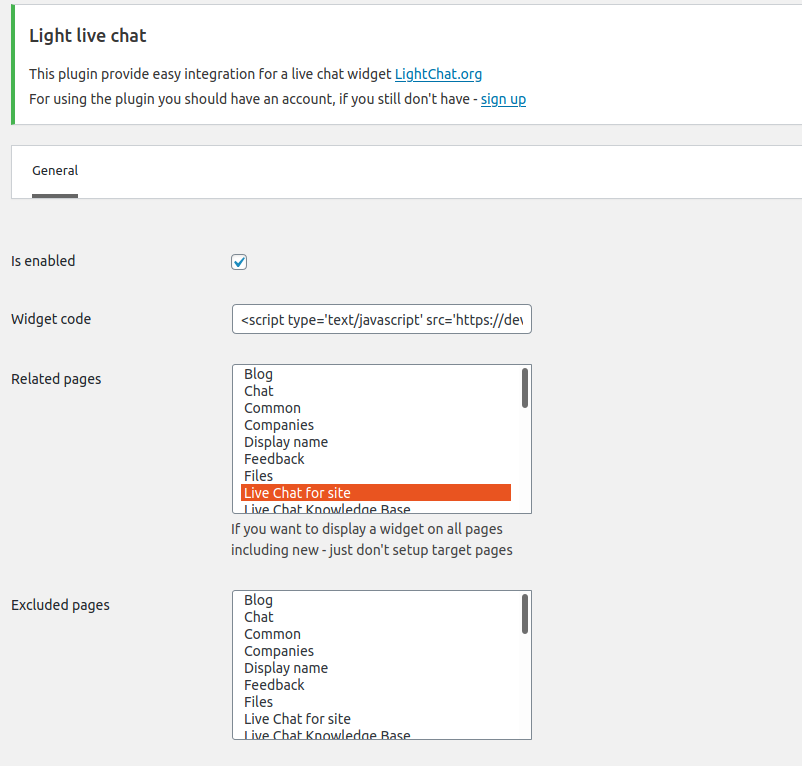 Light live chat
This plugin provide easy integration for a live chat widget LightChat.org
For using the plugin you should have an account, if you still don't have - sign up
General
Is enabled
Widget code
<script type='text/javascript' src='https://dev
Related pages
Blog
Chat
Common
Companies
Display name
Feedback
Files
Live Chat for site
Live Chat Knowledge Base
If you want to display a widget on all pages
including new - just don't setup target pages
Excluded pages
Blog
Chat
Common
Companies
Display name
Feedback
Files
Live Chat for site
Live Chat Knowledge Base